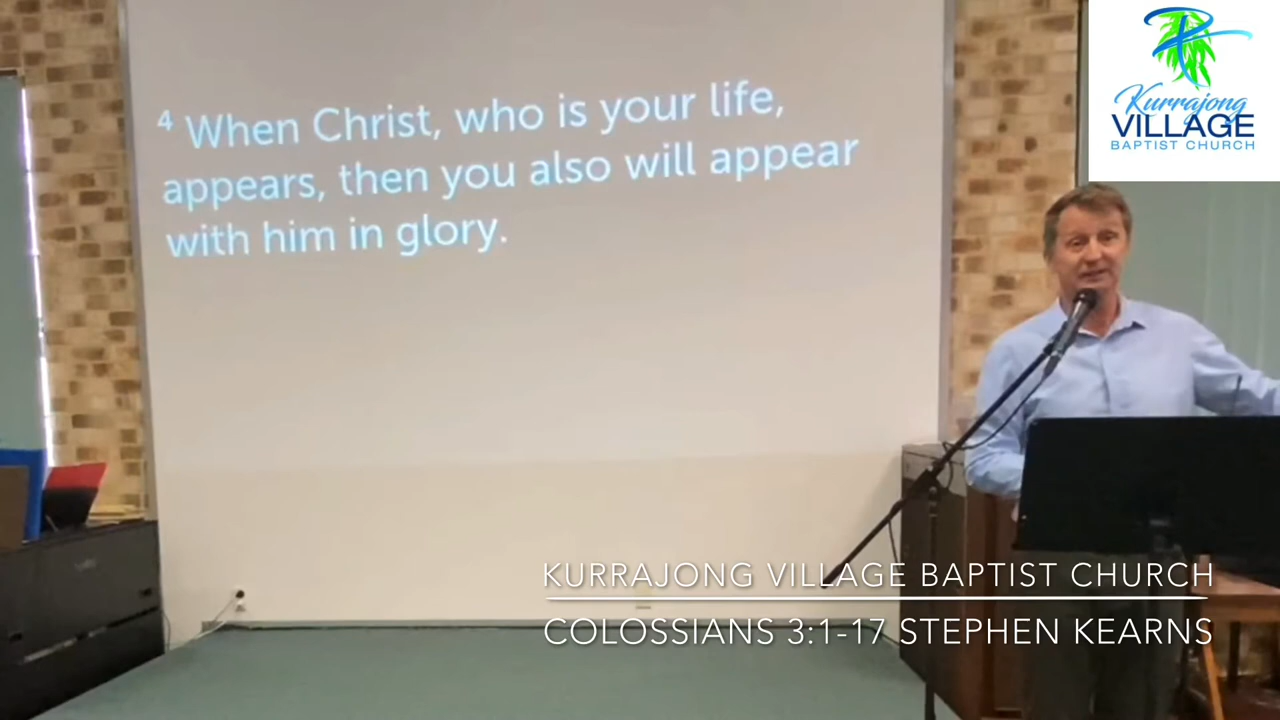 4 When Christ, who is your life,
appears, then you also will appear
with him in glory.
Kurrajong
VILLAGE
BAPTIST CHURCH
KURRAJONG VILLAGE BAPTIST CHURCH
COLOSSIANS 3:1-17 STEPHEN KEARNS